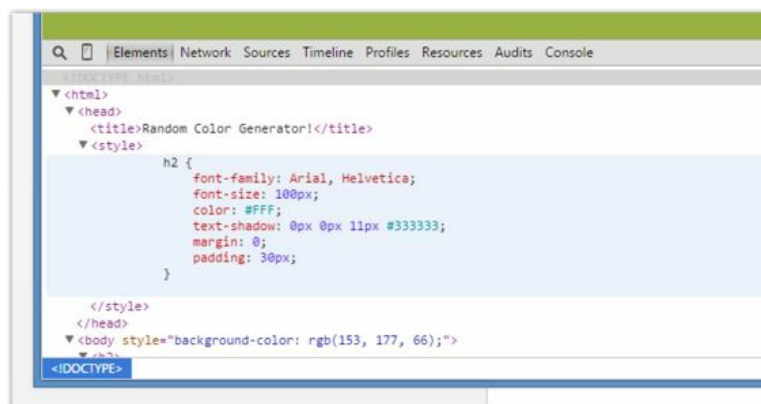 Elements Network Sources Timeline Profiles Resources Audits Console
<!DOCTYPE html>
<html>
<head>
<title>Random Color Generator!</title>
<style>
h2 {
font-family: Arial, Helvetica;
font-size: 100px;
color: #FFF;
text-shadow: 0px 0px 11px #333333;
margin: 0;
padding: 30px;
}
</style>
</head>
<body style="background-color: rgb(153, 177, 66);">
<h2>
<!DOCTYPE>